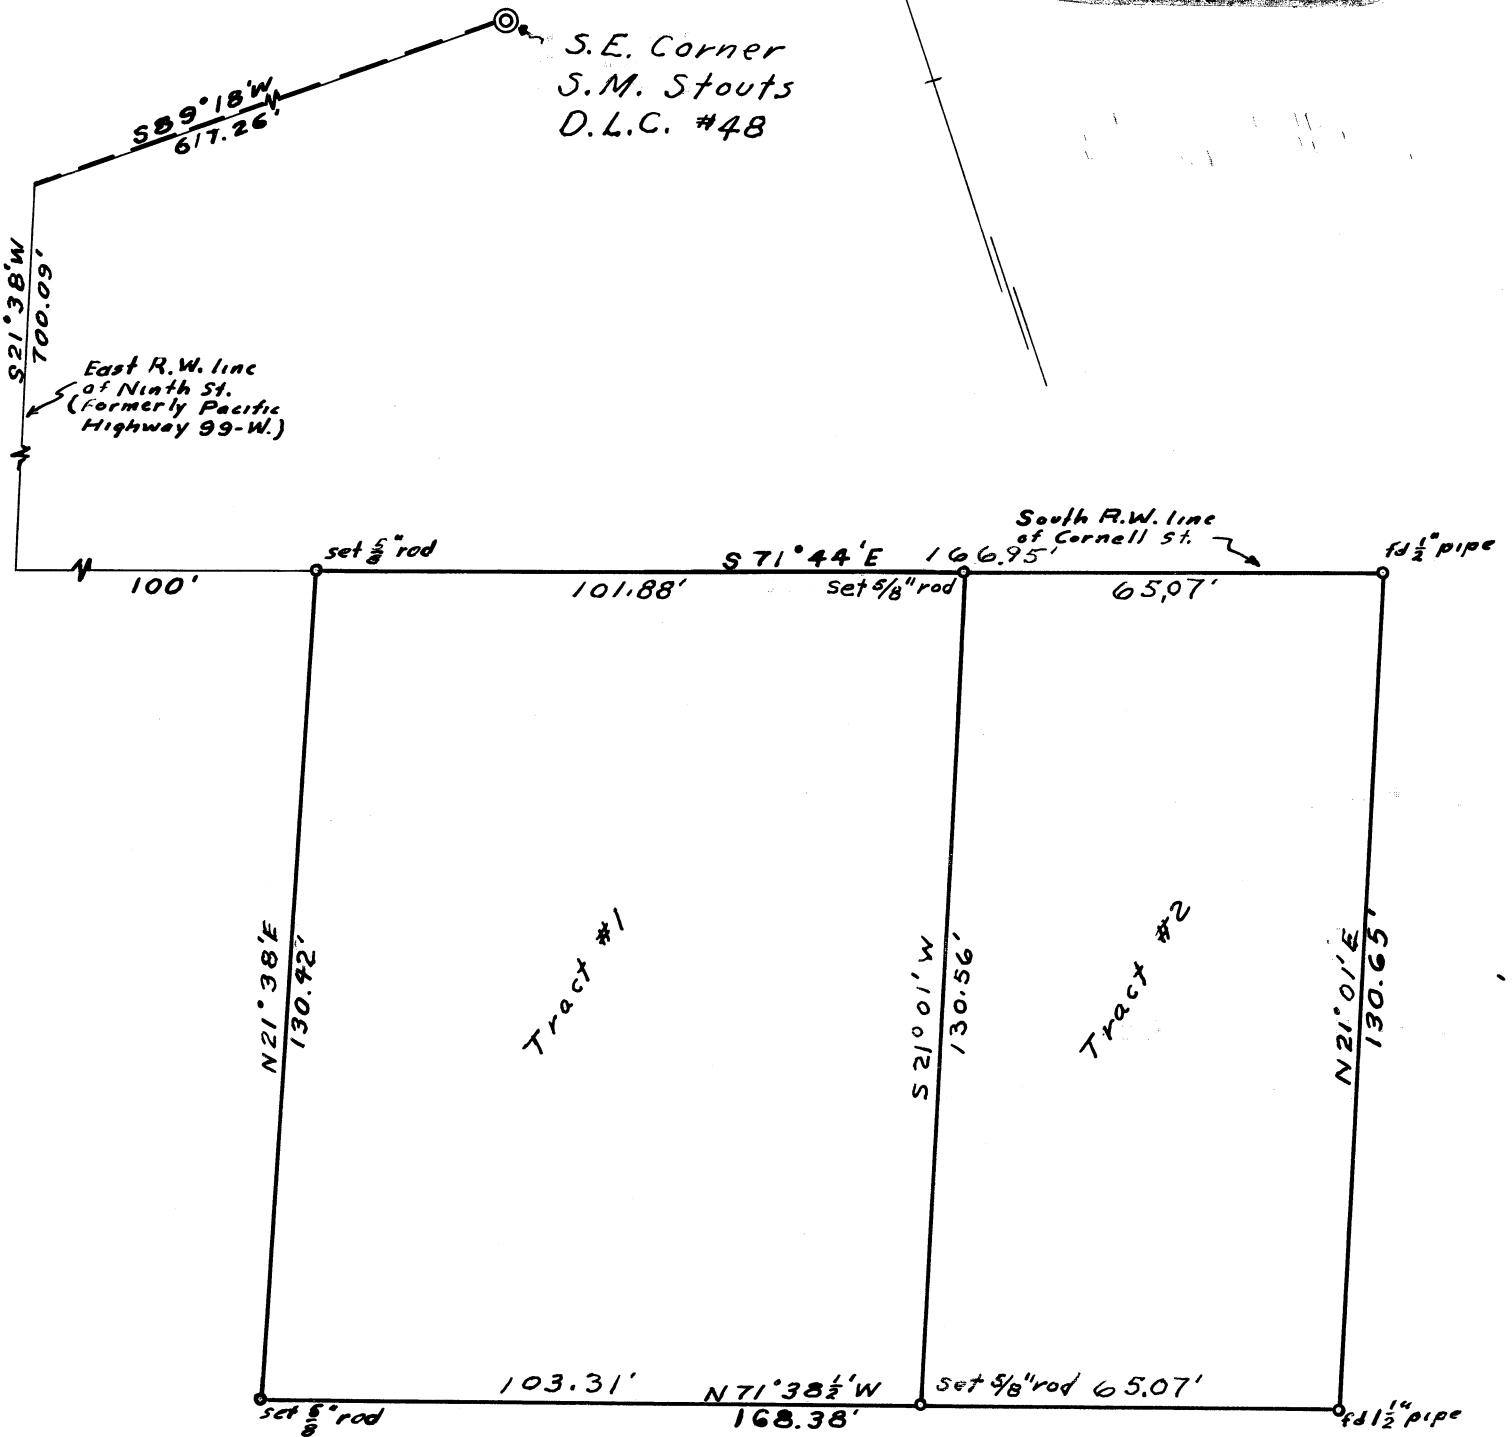 S.E. Corner
S.M. Stouts
D.L.C. #48
S89°18'W
617.26'
S21°38'W
700.09'
East R.W. line
of Ninth St.
(Formerly Pacific
Highway 99-W.)
100'
set 5/8" rod
S 71°44'E 166.95'
101.88'
set 5/8" rod
South R.W. line
of Cornell St.
65.07'
fd 1/2" pipe
N21°38'E
130.42'
Tract #1
S 21° 01' W
130.56'
Tract #2
N21°01'E
130.65'
103.31'
N71°38½'W
168.38'
set 5/8" rod
set 5/8" rod
65.07'
fd 1½" pipe